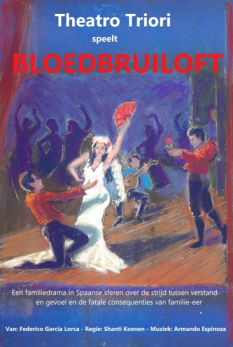 Theatro Triori
speelt
BLOEDBRUILOFT
Een familiedrama in Spaanse sferen over de strijd tussen verstand
en gevoel en de fatale consequenties van familie-eer
Van: Federico Garcia Lorca - Regie: Shanti Koenen - Muziek: Armando Espinoza